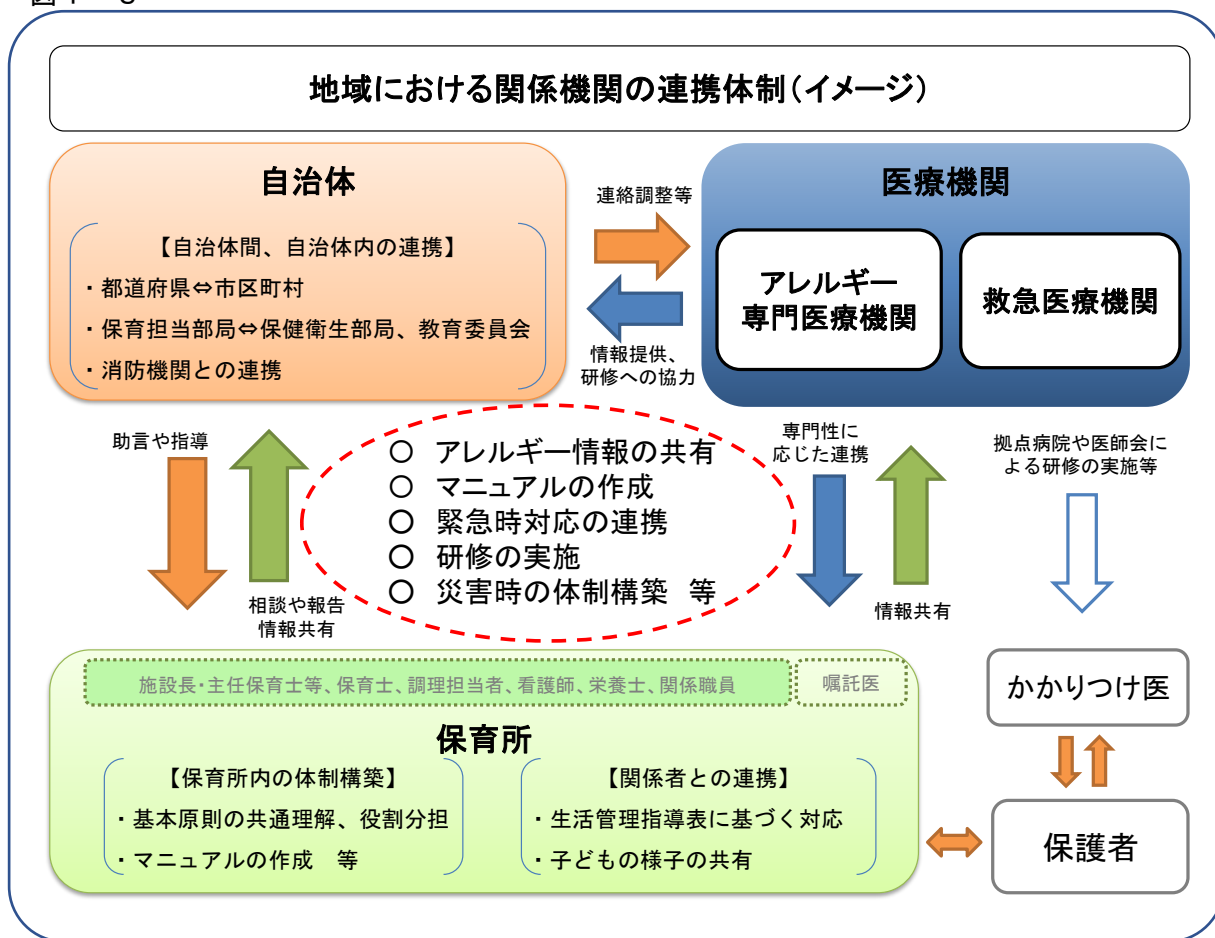 地域における関係機関の連携体制(イメージ)
自治体
【自治体間、自治体内の連携】
・都道府県⇔市区町村
・保育担当部局⇔保健衛生部局、教育委員会
・消防機関との連携
連絡調整等
情報提供、
研修への協力
医療機関
アレルギー
専門医療機関
救急医療機関
助言や指導
相談や報告
情報共有
○ アレルギー情報の共有
○ マニュアルの作成
○ 緊急時対応の連携
○ 研修の実施
○ 災害時の体制構築 等
専門性に
応じた連携
情報共有
拠点病院や医師会に
よる研修の実施等
施設長・主任保育士等、保育士、調理担当者、看護師、栄養士、関係職員
嘱託医
保育所
【保育所内の体制構築】
・基本原則の共通理解、役割分担
・マニュアルの作成 等
【関係者との連携】
・生活管理指導表に基づく対応
・子どもの様子の共有
かかりつけ医
保護者